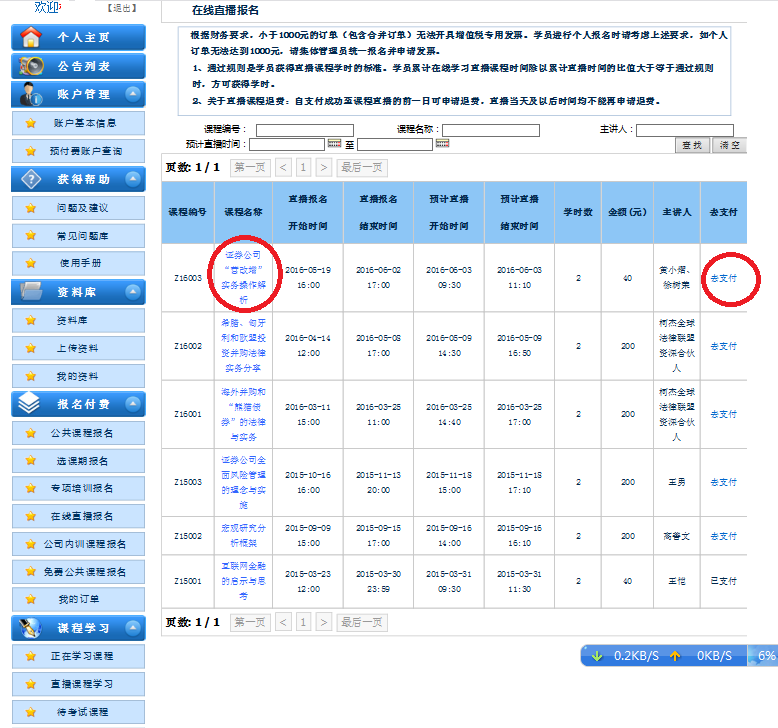 欢迎
【退出】
个人主页
公告列表
账户管理
账户基本信息
预付费账户查询
获得帮助
问题及建议
常见问题库
使用手册
资料库
资料库
上传资料
我的资料
报名付费
公共课程报名
选课期报名
专项培训报名
在线直播报名
公司内训课程报名
免费公共课程报名
我的订单
课程学习
正在学习课程
直播课程学习
待考试课程
在线直播报名
根据财务要求，小于1000元的订单（包含合并订单）无法开具增值税专用发票。学员进行个人报名时请考虑上述要求，如个人
订单无法达到1000元，请集体管理员统一报名并申请发票。
1、通过规则是学员获得直播课程学时的标准。学员累计在线学习直播课程时间除以累计直播时间的比值大于等于通过规则
时，方可获得学时。
2、关于直播课程退费：自支付成功至课程直播的前一日可申请退费，直播当天及以后时间均不能再申请退费。
课程编号： 课程名称： 主讲人：
预计直播时间： 至
查 找 清 空
页数: 1 / 1 第一页 < 1 > 最后一页
课程编号 课程名称 直播报名开始时间 直播报名结束时间 预计直播开始时间 预计直播结束时间 学时数 金额(元) 主讲人 去支付
Z16003 证券公司“营改增”实务操作解析 2016-05-19 16:00 2016-06-02 17:00 2016-06-03 09:30 2016-06-03 11:10 2 40 黄小熠、徐树荣 去支付
Z16002 希腊、匈牙利和欧盟投资并购法律实务分享 2016-04-14 12:00 2016-05-08 17:00 2016-05-09 14:30 2016-05-09 16:50 2 200 柯杰全球法律联盟资深合伙人 去支付
Z16001 海外并购和“熊猫债券”的法律与实务 2016-03-11 15:00 2016-03-25 11:00 2016-03-25 14:40 2016-03-25 17:00 2 200 柯杰全球法律联盟资深合伙人 去支付
Z15003 证券公司全面风险管理的理念与实施 2015-10-16 16:00 2015-11-13 20:00 2015-11-18 15:00 2015-11-18 17:10 2 200 王勇 去支付
Z15002 宏观研究分析框架 2015-09-09 15:00 2015-09-15 17:00 2015-09-16 14:00 2015-09-16 16:10 2 200 高善文 去支付
Z15001 互联网金融的启示与思考 2015-03-23 12:00 2015-03-30 23:59 2015-03-31 09:30 2015-03-31 11:30 2 40 王恺 已支付
页数: 1 / 1 第一页 < 1 > 最后一页
0.2KB/S 0KB/S 6%